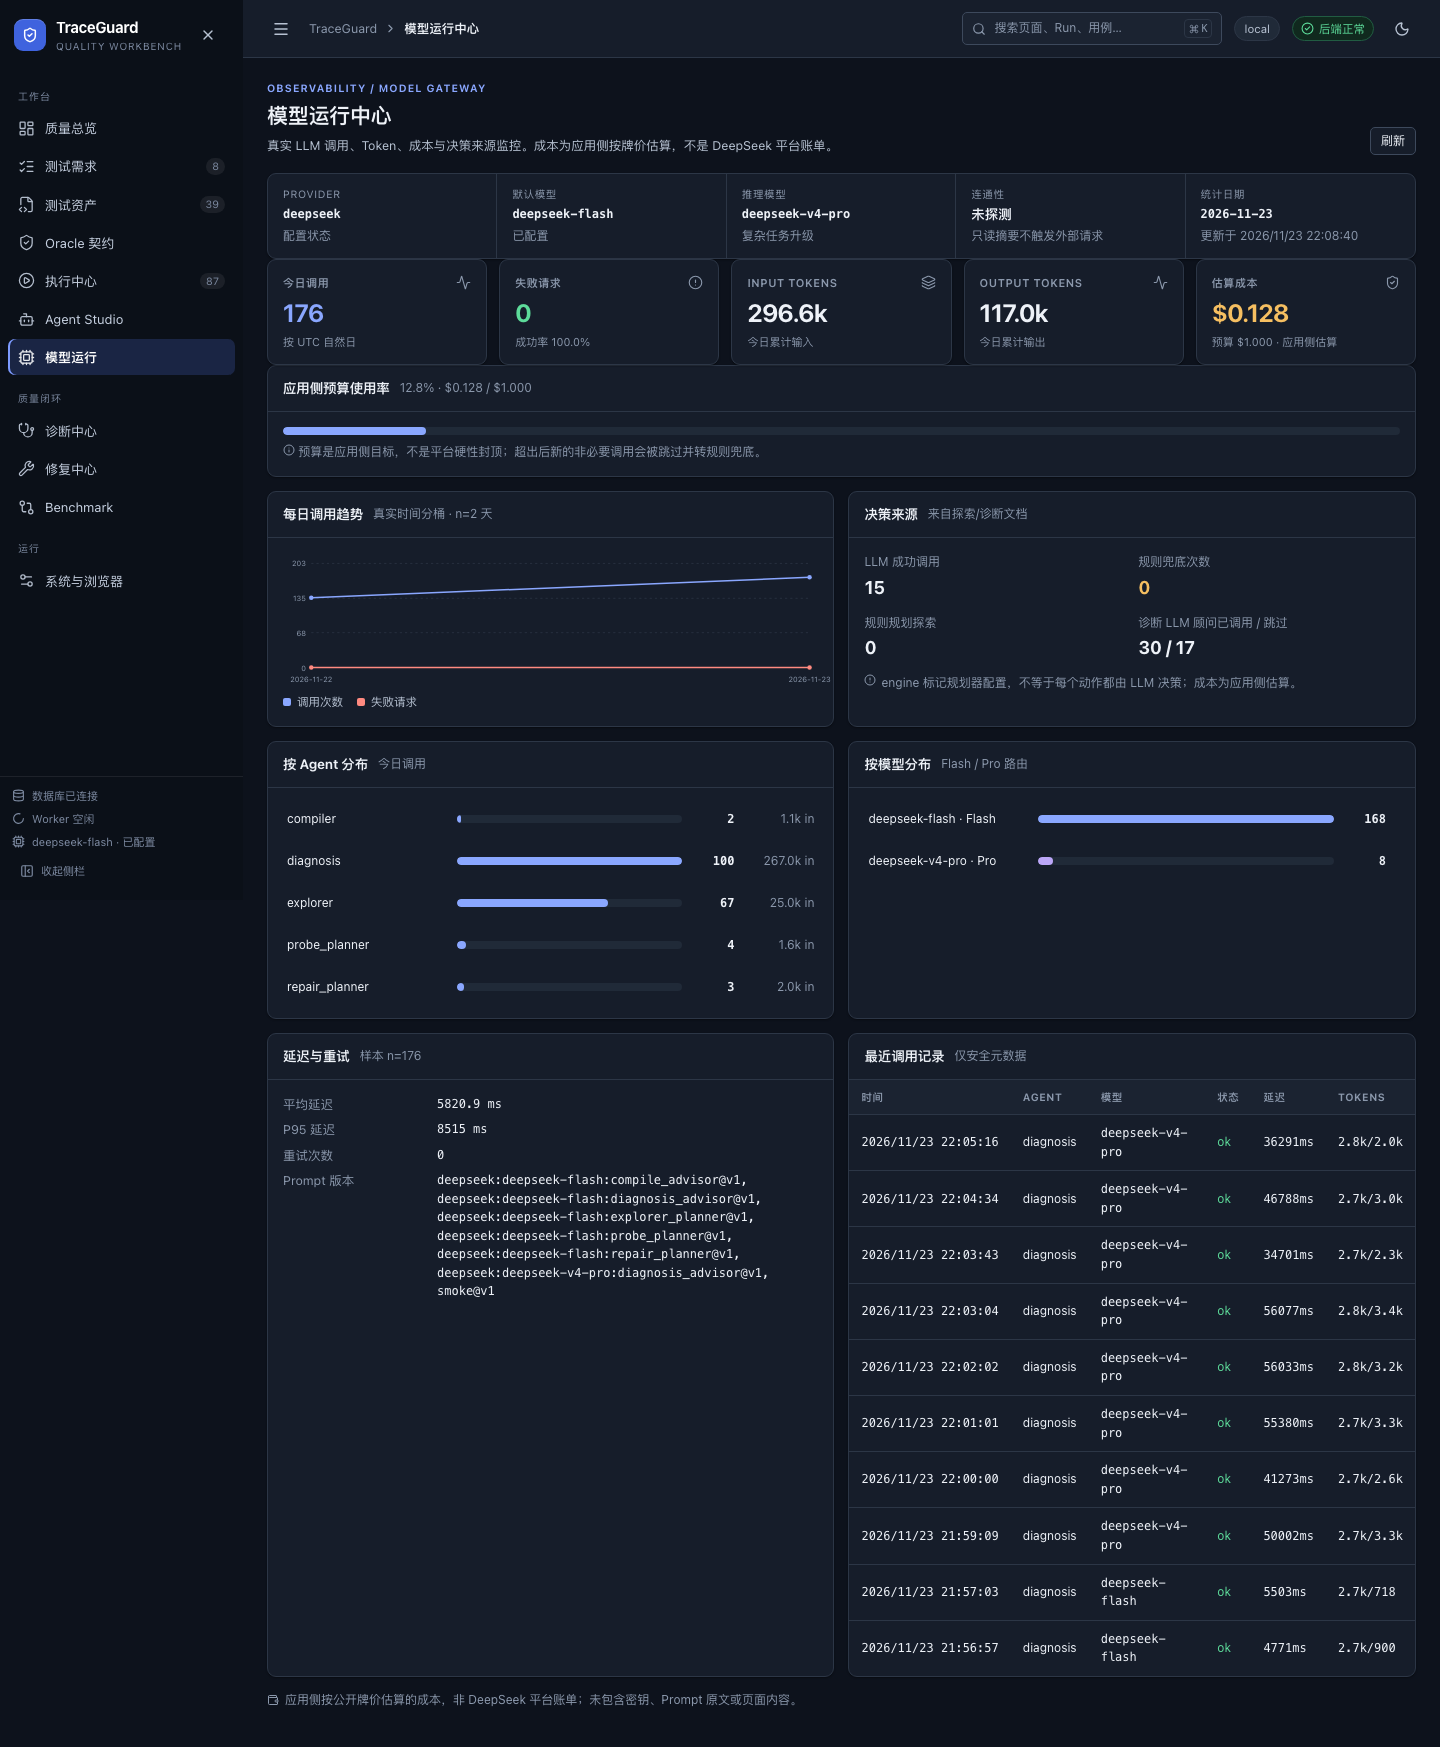 TraceGuard
QUALITY WORKBENCH
工作台
质量总览
测试需求 8
测试资产 39
Oracle 契约
执行中心 87
Agent Studio
模型运行
质量闭环
诊断中心
修复中心
Benchmark
运行
系统与浏览器
数据库已连接
Worker 空闲
deepseek-flash · 已配置
收起侧栏
TraceGuard > 模型运行中心
搜索页面、Run、用例... ⌘ K
local
后端正常
OBSERVABILITY / MODEL GATEWAY
模型运行中心
真实 LLM 调用、Token、成本与决策来源监控。成本为应用侧按牌价估算，不是 DeepSeek 平台账单。
刷新
PROVIDER
deepseek
配置状态
默认模型
deepseek-flash
已配置
推理模型
deepseek-v4-pro
复杂任务升级
连通性
未探测
只读摘要不触发外部请求
统计日期
2026-11-23
更新于 2026/11/23 22:08:40
今日调用
176
按 UTC 自然日
失败请求
0
成功率 100.0%
INPUT TOKENS
296.6k
今日累计输入
OUTPUT TOKENS
117.0k
今日累计输出
估算成本
$0.128
预算 $1.000 · 应用侧估算
应用侧预算使用率 12.8% · $0.128 / $1.000
预算是应用侧目标，不是平台硬性封顶；超出后新的非必要调用会被跳过并转规则兜底。
每日调用趋势 真实时间分桶 · n=2 天
203
135
68
0
2026-11-22 2026-11-23
调用次数 失败请求
决策来源 来自探索/诊断文档
LLM 成功调用
15
规则兜底次数
0
规则规划探索
0
诊断 LLM 顾问已调用 / 跳过
30 / 17
engine 标记规划器配置，不等于每个动作都由 LLM 决策；成本为应用侧估算。
按 Agent 分布 今日调用
compiler 2 1.1k in
diagnosis 100 267.0k in
explorer 67 25.0k in
probe_planner 4 1.6k in
repair_planner 3 2.0k in
按模型分布 Flash / Pro 路由
deepseek-flash · Flash 168
deepseek-v4-pro · Pro 8
延迟与重试 样本 n=176
平均延迟 5820.9 ms
P95 延迟 8515 ms
重试次数 0
Prompt 版本 deepseek:deepseek-flash:compile_advisor@v1,
deepseek:deepseek-flash:diagnosis_advisor@v1,
deepseek:deepseek-flash:explorer_planner@v1,
deepseek:deepseek-flash:probe_planner@v1,
deepseek:deepseek-flash:repair_planner@v1,
deepseek:deepseek-v4-pro:diagnosis_advisor@v1,
smoke@v1
最近调用记录 仅安全元数据
时间 AGENT 模型 状态 延迟 TOKENS
2026/11/23 22:05:16 diagnosis deepseek-v4-pro ok 36291ms 2.8k/2.0k
2026/11/23 22:04:34 diagnosis deepseek-v4-pro ok 46788ms 2.7k/3.0k
2026/11/23 22:03:43 diagnosis deepseek-v4-pro ok 34701ms 2.7k/2.3k
2026/11/23 22:03:04 diagnosis deepseek-v4-pro ok 56077ms 2.8k/3.4k
2026/11/23 22:02:02 diagnosis deepseek-v4-pro ok 56033ms 2.8k/3.2k
2026/11/23 22:01:01 diagnosis deepseek-v4-pro ok 55380ms 2.7k/3.3k
2026/11/23 22:00:00 diagnosis deepseek-v4-pro ok 41273ms 2.7k/2.6k
2026/11/23 21:59:09 diagnosis deepseek-v4-pro ok 50002ms 2.7k/3.3k
2026/11/23 21:57:03 diagnosis deepseek-flash ok 5503ms 2.7k/718
2026/11/23 21:56:57 diagnosis deepseek-flash ok 4771ms 2.7k/900
应用侧按公开牌价估算的成本，非 DeepSeek 平台账单；未包含密钥、Prompt 原文或页面内容。